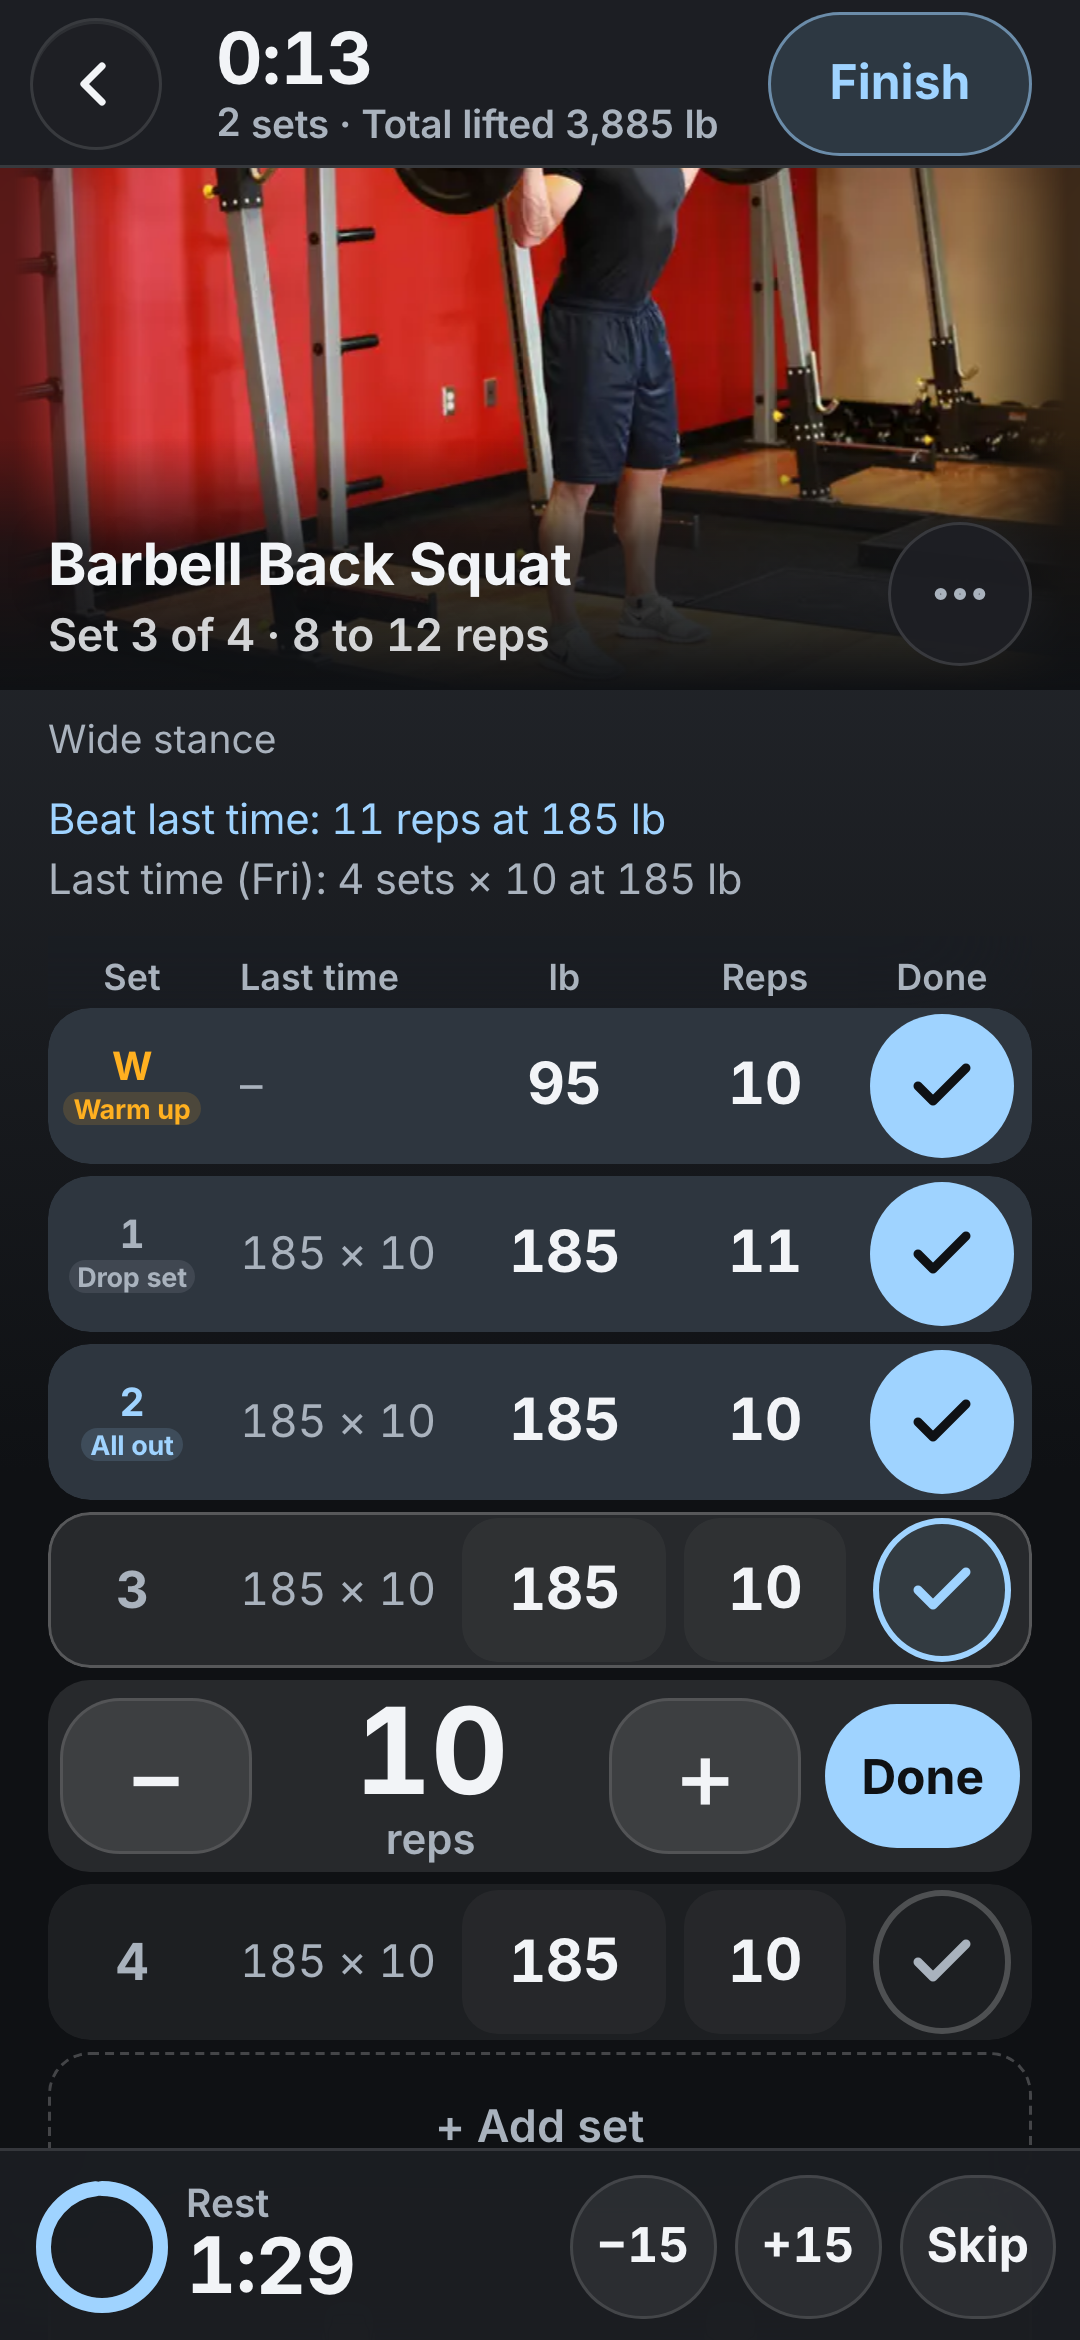 0:13
2 sets · Total lifted 3,885 lb
Finish
Barbell Back Squat
Set 3 of 4 · 8 to 12 reps
Wide stance
Beat last time: 11 reps at 185 lb
Last time (Fri): 4 sets × 10 at 185 lb
Set Last time lb Reps Done
W
Warm up
– 95 10
1
Drop set
185 × 10 185 11
2
All out
185 × 10 185 10
3 185 × 10 185 10
− 10 + Done
reps
4 185 × 10 185 10
+ Add set
Rest
1:29
−15 +15 Skip